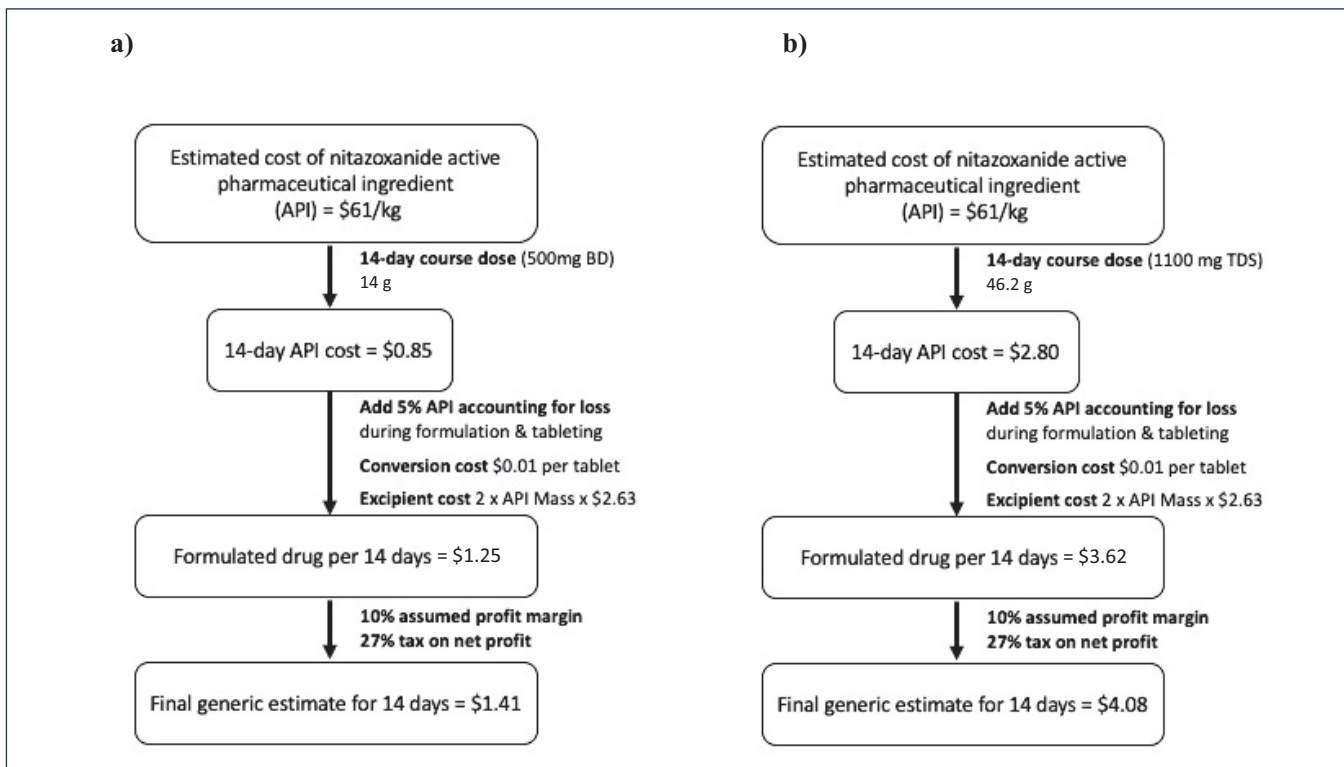 a)
Estimated cost of nitazoxanide active
pharmaceutical ingredient
(API) = $61/kg
14-day course dose (500mg BD)
14 g
14-day API cost = $0.85
Add 5% API accounting for loss
during formulation & tableting
Conversion cost $0.01 per tablet
Excipient cost 2 x API Mass x $2.63
Formulated drug per 14 days = $1.25
10% assumed profit margin
27% tax on net profit
Final generic estimate for 14 days = $1.41
b)
Estimated cost of nitazoxanide active
pharmaceutical ingredient
(API) = $61/kg
14-day course dose (1100 mg TDS)
46.2 g
14-day API cost = $2.80
Add 5% API accounting for loss
during formulation & tableting
Conversion cost $0.01 per tablet
Excipient cost 2 x API Mass x $2.63
Formulated drug per 14 days = $3.62
10% assumed profit margin
27% tax on net profit
Final generic estimate for 14 days = $4.08